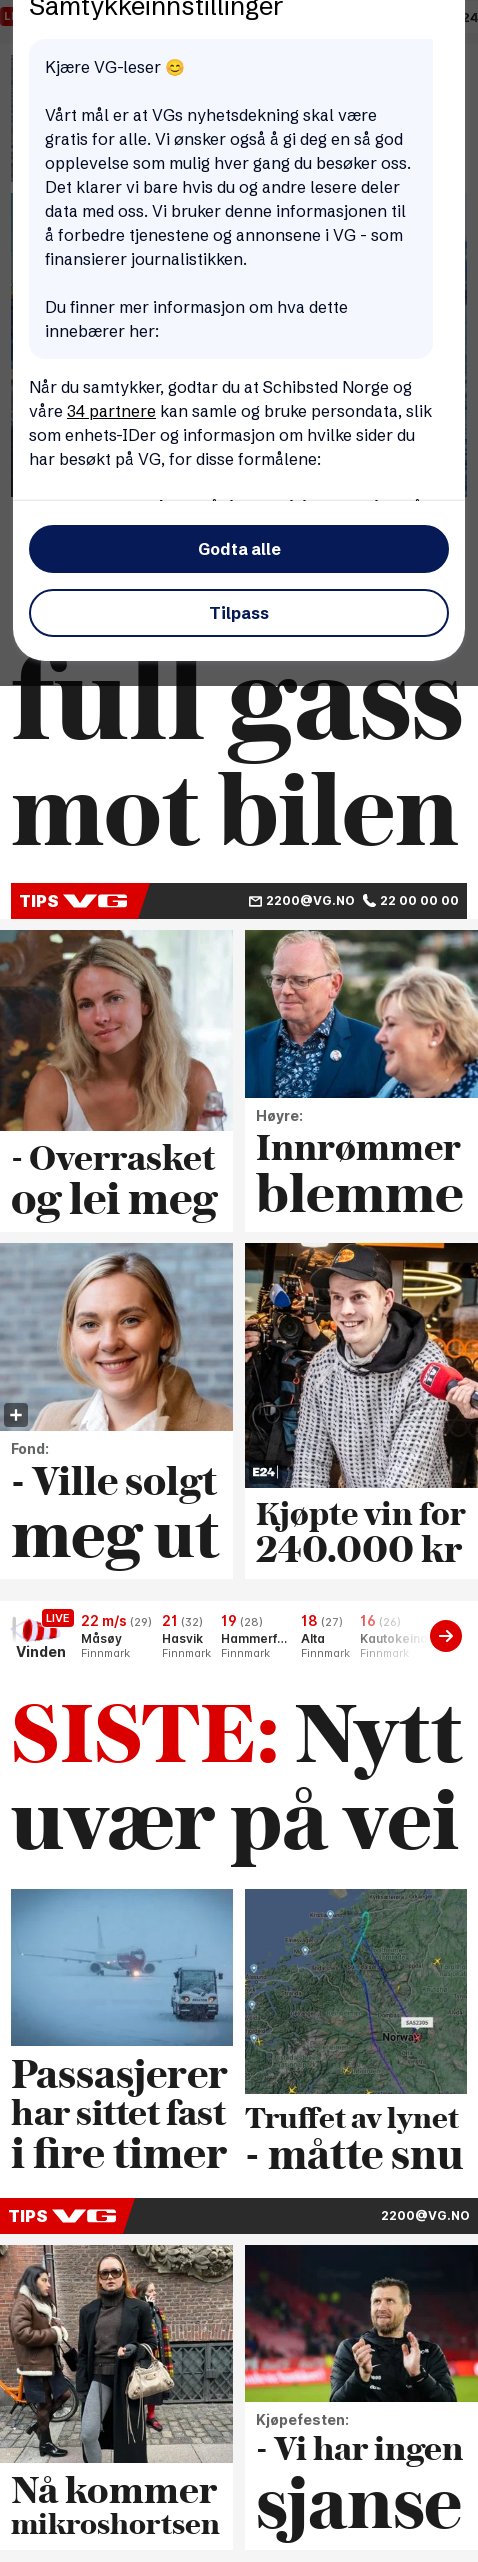 Samtykkeinnstillinger
Kjære VG-leser 😊
Vårt mål er at VGs nyhetsdekning skal være
gratis for alle. Vi ønsker også å gi deg en så god
opplevelse som mulig hver gang du besøker oss.
Det klarer vi bare hvis du og andre lesere deler
data med oss. Vi bruker denne informasjonen til
å forbedre tjenestene og annonsene i VG - som
finansierer journalistikken.
Du finner mer informasjon om hva dette
innebærer her:
Når du samtykker, godtar du at Schibsted Norge og
våre 34 partnere kan samle og bruke persondata, slik
som enhets-IDer og informasjon om hvilke sider du
har besøkt på VG, for disse formålene:
Godta alle
Tilpass
full gass
mot bilen
TIPS VG 2200@VG.NO 22 00 00 00
- Overrasket
og lei meg
Høyre:
Innrømmer
blemme
Fond:
- Ville solgt
meg ut
E24
Kjøpte vin for
240.000 kr
LIVE
Vinden
22 m/s (29)
Måsøy
Finnmark
21 (32)
Hasvik
Finnmark
19 (28)
Hammerf...
Finnmark
18 (27)
Alta
Finnmark
16 (26)
Kautokeino
Finnmark
SISTE: Nytt
uvær på vei
Passasjerer
har sittet fast
i fire timer
SAS2305
Norway
Truffet av lynet
- måtte snu
TIPS VG 2200@VG.NO
Nå kommer
mikroshortsen
Kjøpefesten:
- Vi har ingen
sjanse